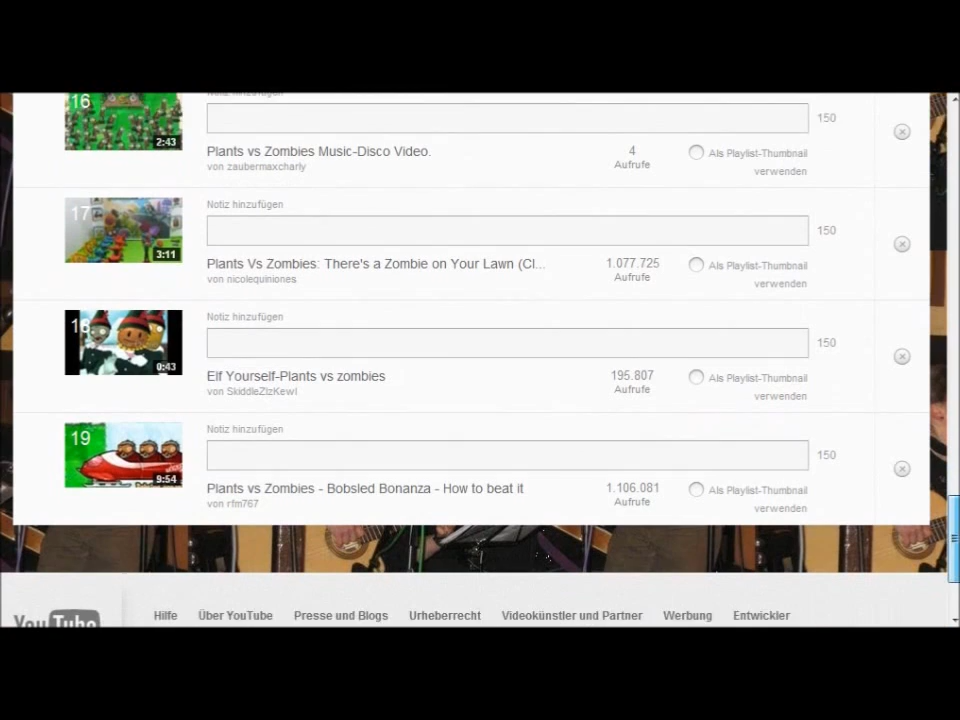 16
Notiz hinzufügen
150
2:43
Plants vs Zombies Music-Disco Video.
von zaubermaxcharly
4
Aufrufe
Als Playlist-Thumbnail
verwenden
17
Notiz hinzufügen
150
3:11
Plants Vs Zombies: There's a Zombie on Your Lawn (Cl...
von nicolequiniones
1.077.725
Aufrufe
Als Playlist-Thumbnail
verwenden
18
Notiz hinzufügen
150
0:43
Elf Yourself-Plants vs zombies
von SkiddleZIzKewl
195.807
Aufrufe
Als Playlist-Thumbnail
verwenden
19
Notiz hinzufügen
150
9:54
Plants vs Zombies - Bobsled Bonanza - How to beat it
von rfm767
1.106.081
Aufrufe
Als Playlist-Thumbnail
verwenden
YouTube
Hilfe Über YouTube Presse und Blogs Urheberrecht Videokünstler und Partner Werbung Entwickler